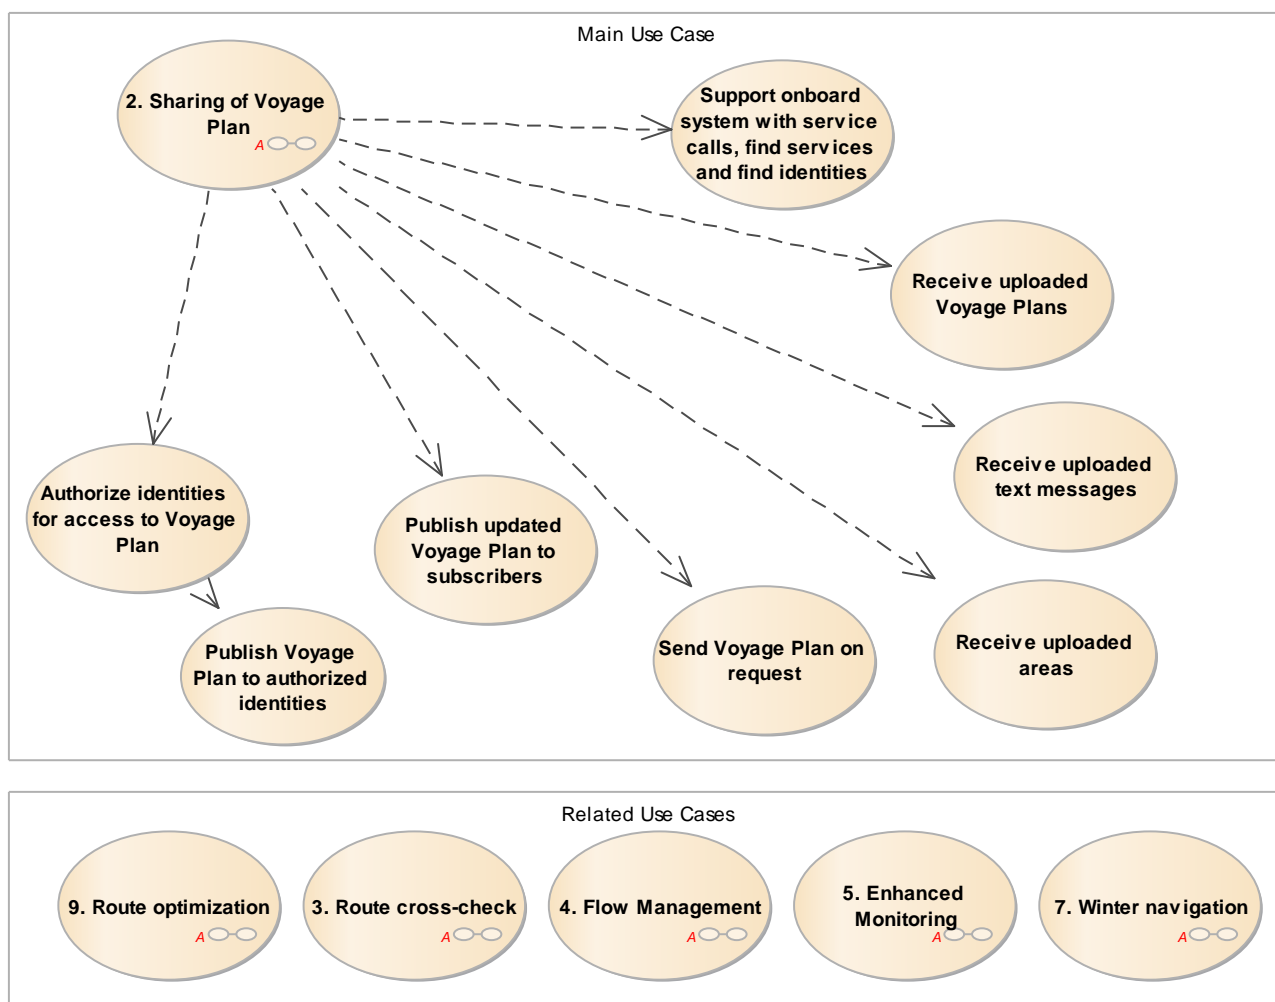 Main Use Case
2. Sharing of Voyage
Plan
A
Support onboard
system with service
calls, find services
and find identities
Receive uploaded
Voyage Plans
Receive uploaded
text messages
Authorize identities
for access to Voyage
Plan
Publish updated
Voyage Plan to
subscribers
Publish Voyage
Plan to authorized
identities
Send Voyage Plan on
request
Receive uploaded
areas
Related Use Cases
9. Route optimization
A
3. Route cross-check
A
4. Flow Management
A
5. Enhanced
Monitoring
A
7. Winter navigation
A